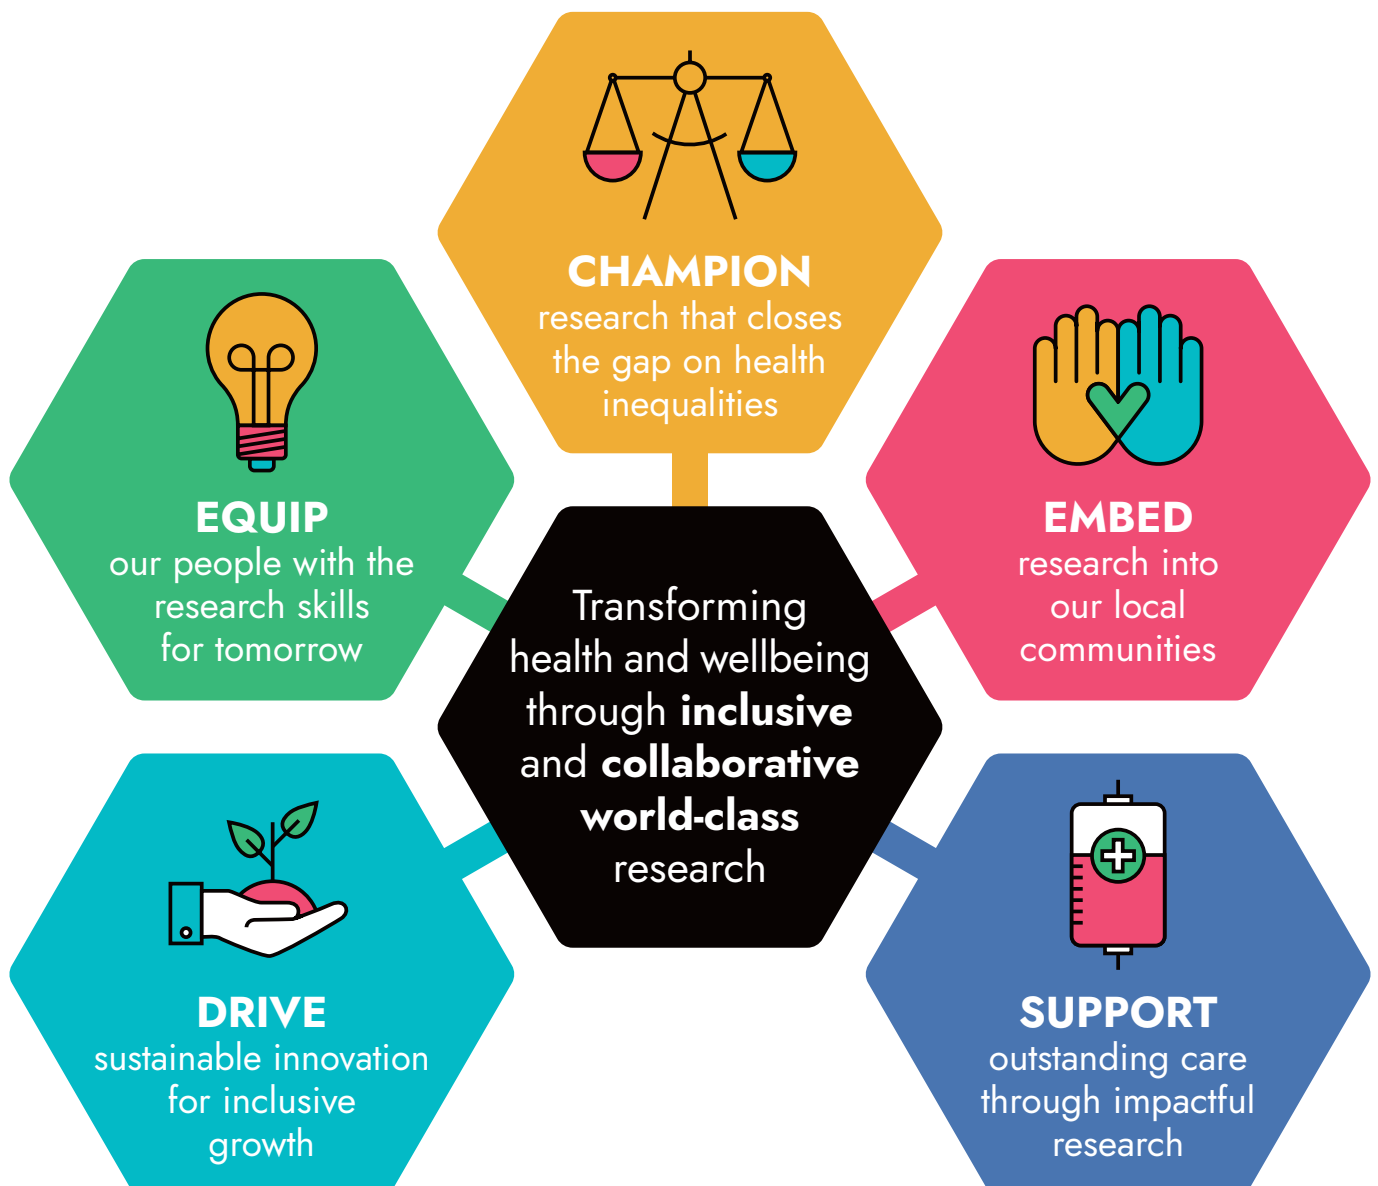 CHAMPION
research that closes
the gap on health
inequalities
EQUIP
our people with the
research skills
for tomorrow
EMBED
research into
our local
communities
Transforming
health and wellbeing
through inclusive
and collaborative
world-class
research
DRIVE
sustainable innovation
for inclusive
growth
SUPPORT
outstanding care
through impactful
research